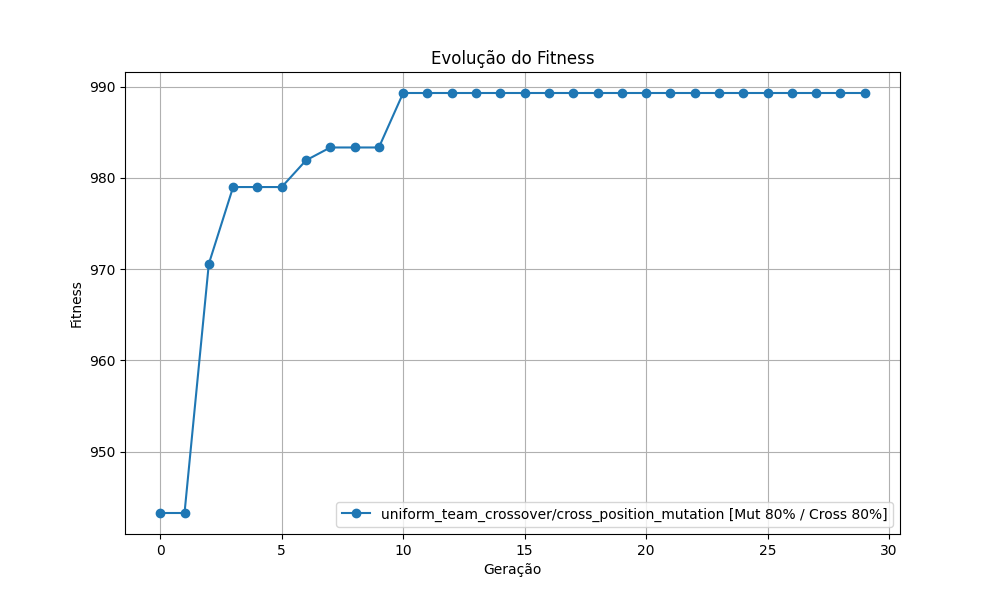 Evolução do Fitness
990
980
970
960
950
Fitness
uniform_team_crossover/cross_position_mutation [Mut 80% / Cross 80%]
0 5 10 15 20 25 30
Geração